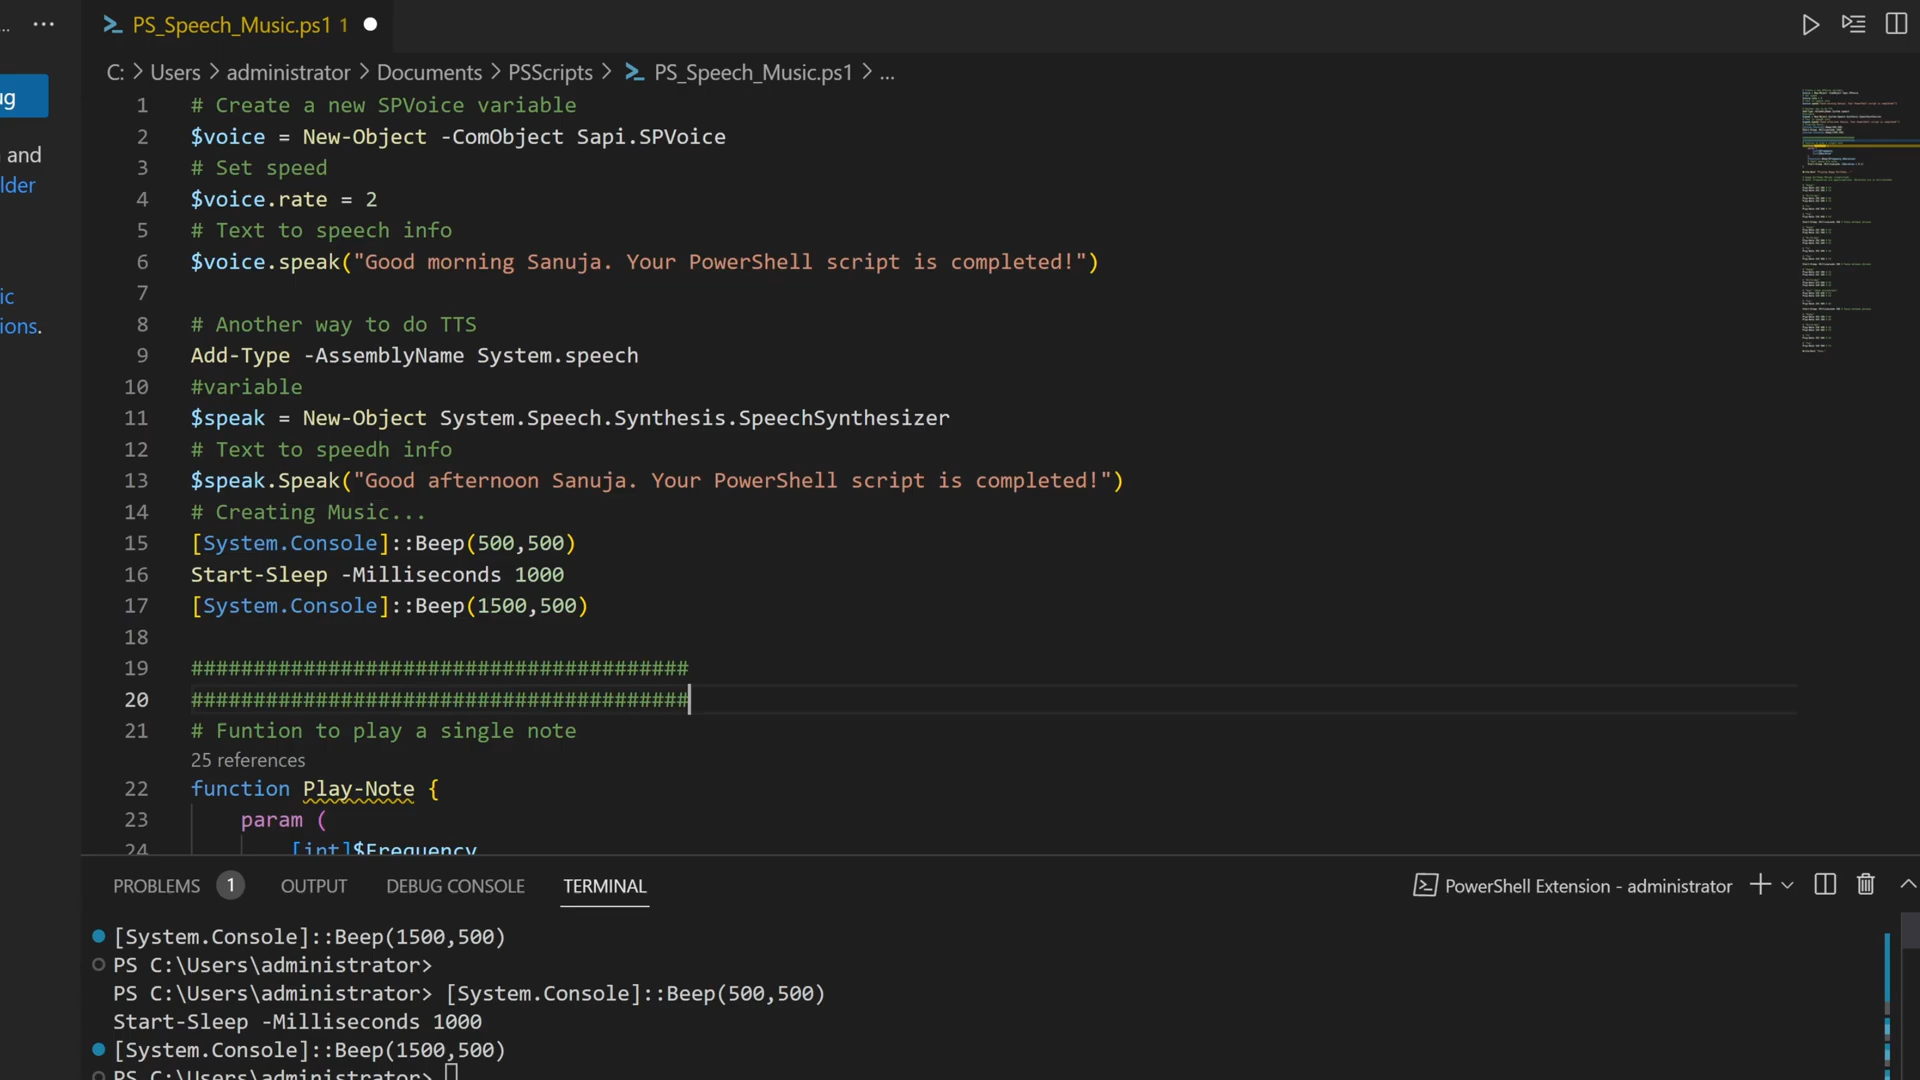 PS_Speech_Music.ps1 1
C: > Users > administrator > Documents > PSScripts > PS_Speech_Music.ps1 > ...
ug
and
lder
ic
ions.
1 # Create a new SPVoice variable
2 $voice = New-Object -ComObject Sapi.SPVoice
3 # Set speed
4 $voice.rate = 2
5 # Text to speech info
6 $voice.speak("Good morning Sanuja. Your PowerShell script is completed!")
7
8 # Another way to do TTS
9 Add-Type -AssemblyName System.speech
10 #variable
11 $speak = New-Object System.Speech.Synthesis.SpeechSynthesizer
12 # Text to speedh info
13 $speak.Speak("Good afternoon Sanuja. Your PowerShell script is completed!")
14 # Creating Music...
15 [System.Console]::Beep(500,500)
16 Start-Sleep -Milliseconds 1000
17 [System.Console]::Beep(1500,500)
18
19 ########################################
20 ########################################
21 # Funtion to play a single note
25 references
22 function Play-Note {
23 param (
24 [int]$Frequency
PROBLEMS 1 OUTPUT DEBUG CONSOLE TERMINAL PowerShell Extension - administrator
[System.Console]::Beep(1500,500)
PS C:\Users\administrator>
PS C:\Users\administrator> [System.Console]::Beep(500,500)
Start-Sleep -Milliseconds 1000
[System.Console]::Beep(1500,500)
PS C:\Users\administrator>